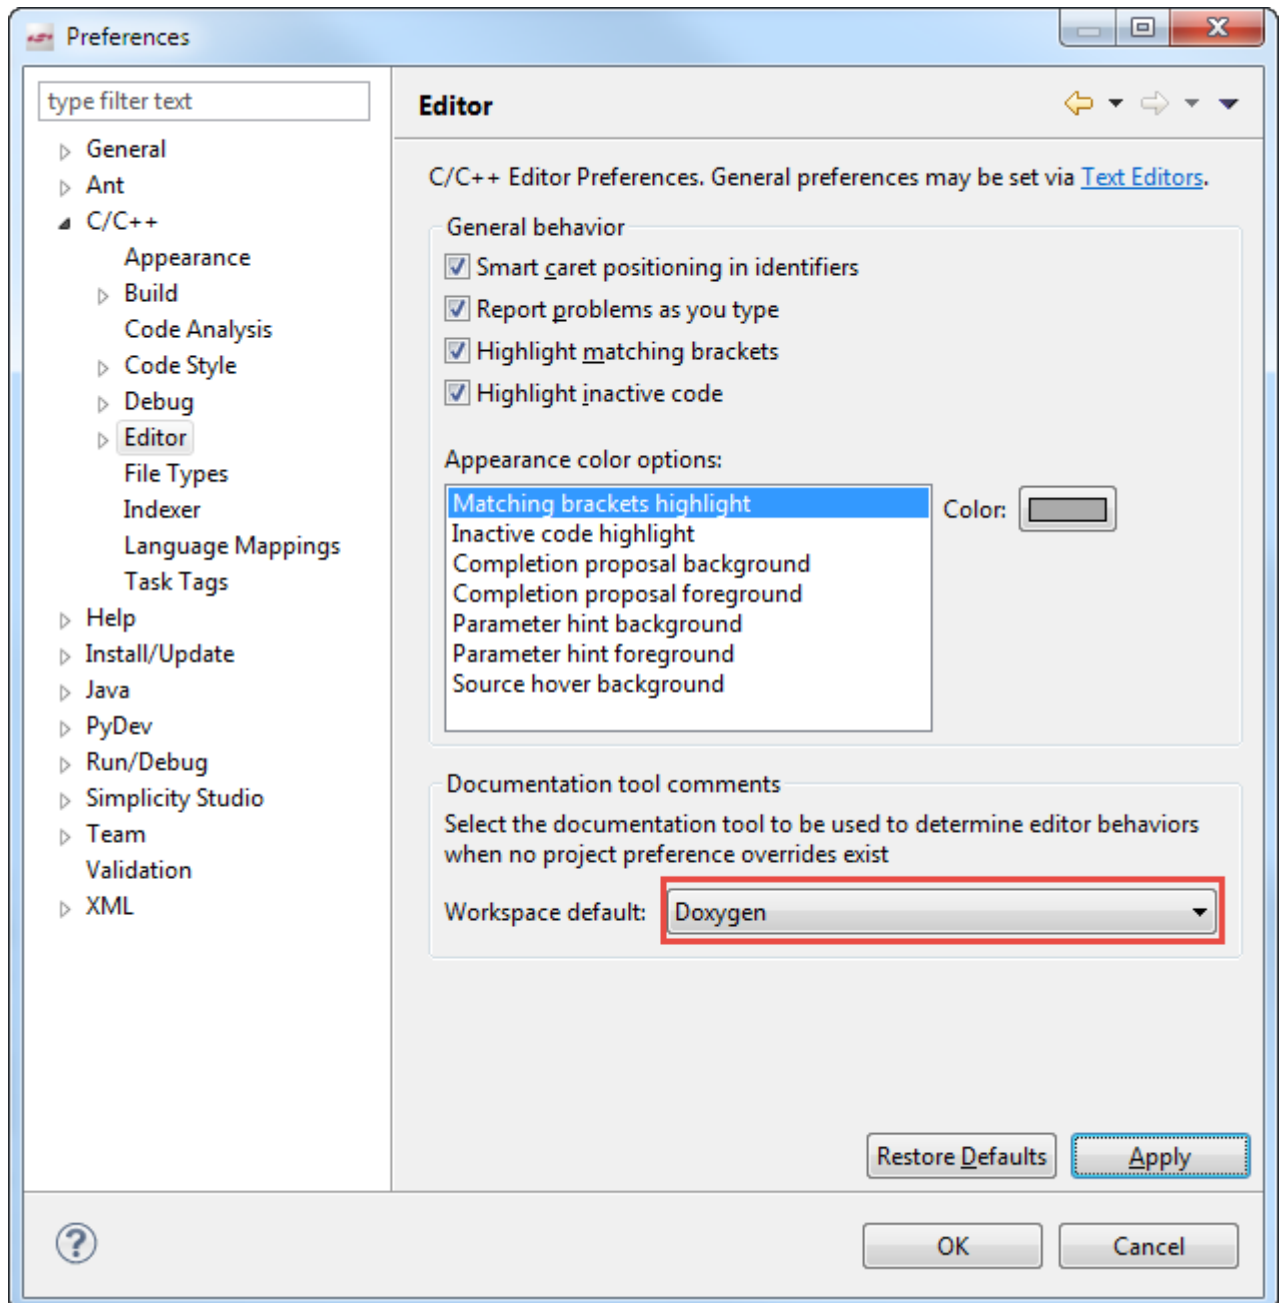 Preferences
type filter text
General
Ant
C/C++
Appearance
Build
Code Analysis
Code Style
Debug
Editor
File Types
Indexer
Language Mappings
Task Tags
Help
Install/Update
Java
PyDev
Run/Debug
Simplicity Studio
Team
Validation
XML
Editor
C/C++ Editor Preferences. General preferences may be set via Text Editors.
General behavior
Smart caret positioning in identifiers
Report problems as you type
Highlight matching brackets
Highlight inactive code
Appearance color options:
Matching brackets highlight
Inactive code highlight
Completion proposal background
Completion proposal foreground
Parameter hint background
Parameter hint foreground
Source hover background
Color:
Documentation tool comments
Select the documentation tool to be used to determine editor behaviors
when no project preference overrides exist
Workspace default: Doxygen
Restore Defaults Apply
OK Cancel